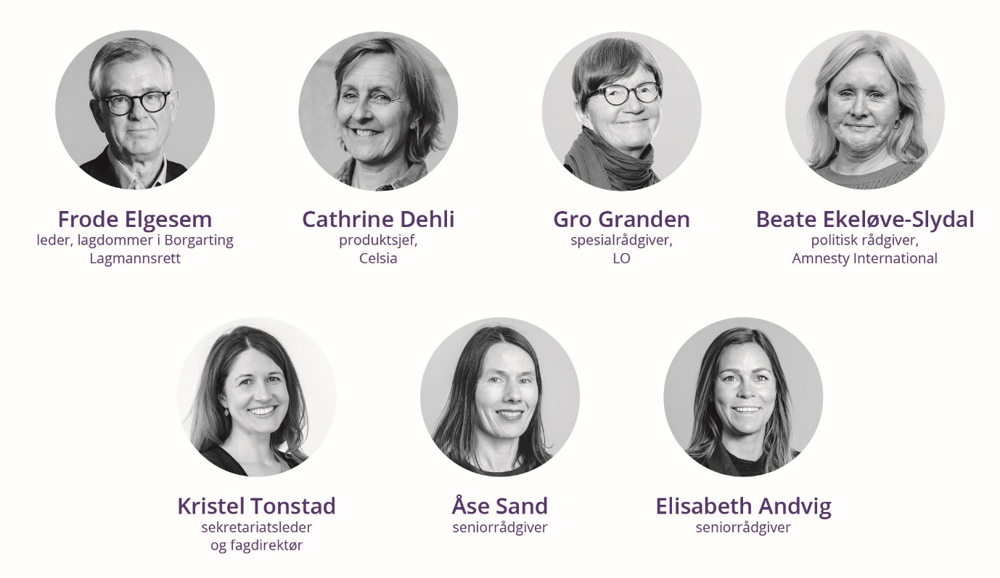 Frode Elgesem
leder, lagdommer i Borgarting
Lagmannsrett
Cathrine Dehli
produktsjef,
Celsia
Gro Granden
spesialrådgiver,
LO
Beate Ekeløve-Slydal
politisk rådgiver,
Amnesty International
Kristel Tonstad
sekretariatsleder
og fagdirektør
Åse Sand
seniorrådgiver
Elisabeth Andvig
seniorrådgiver